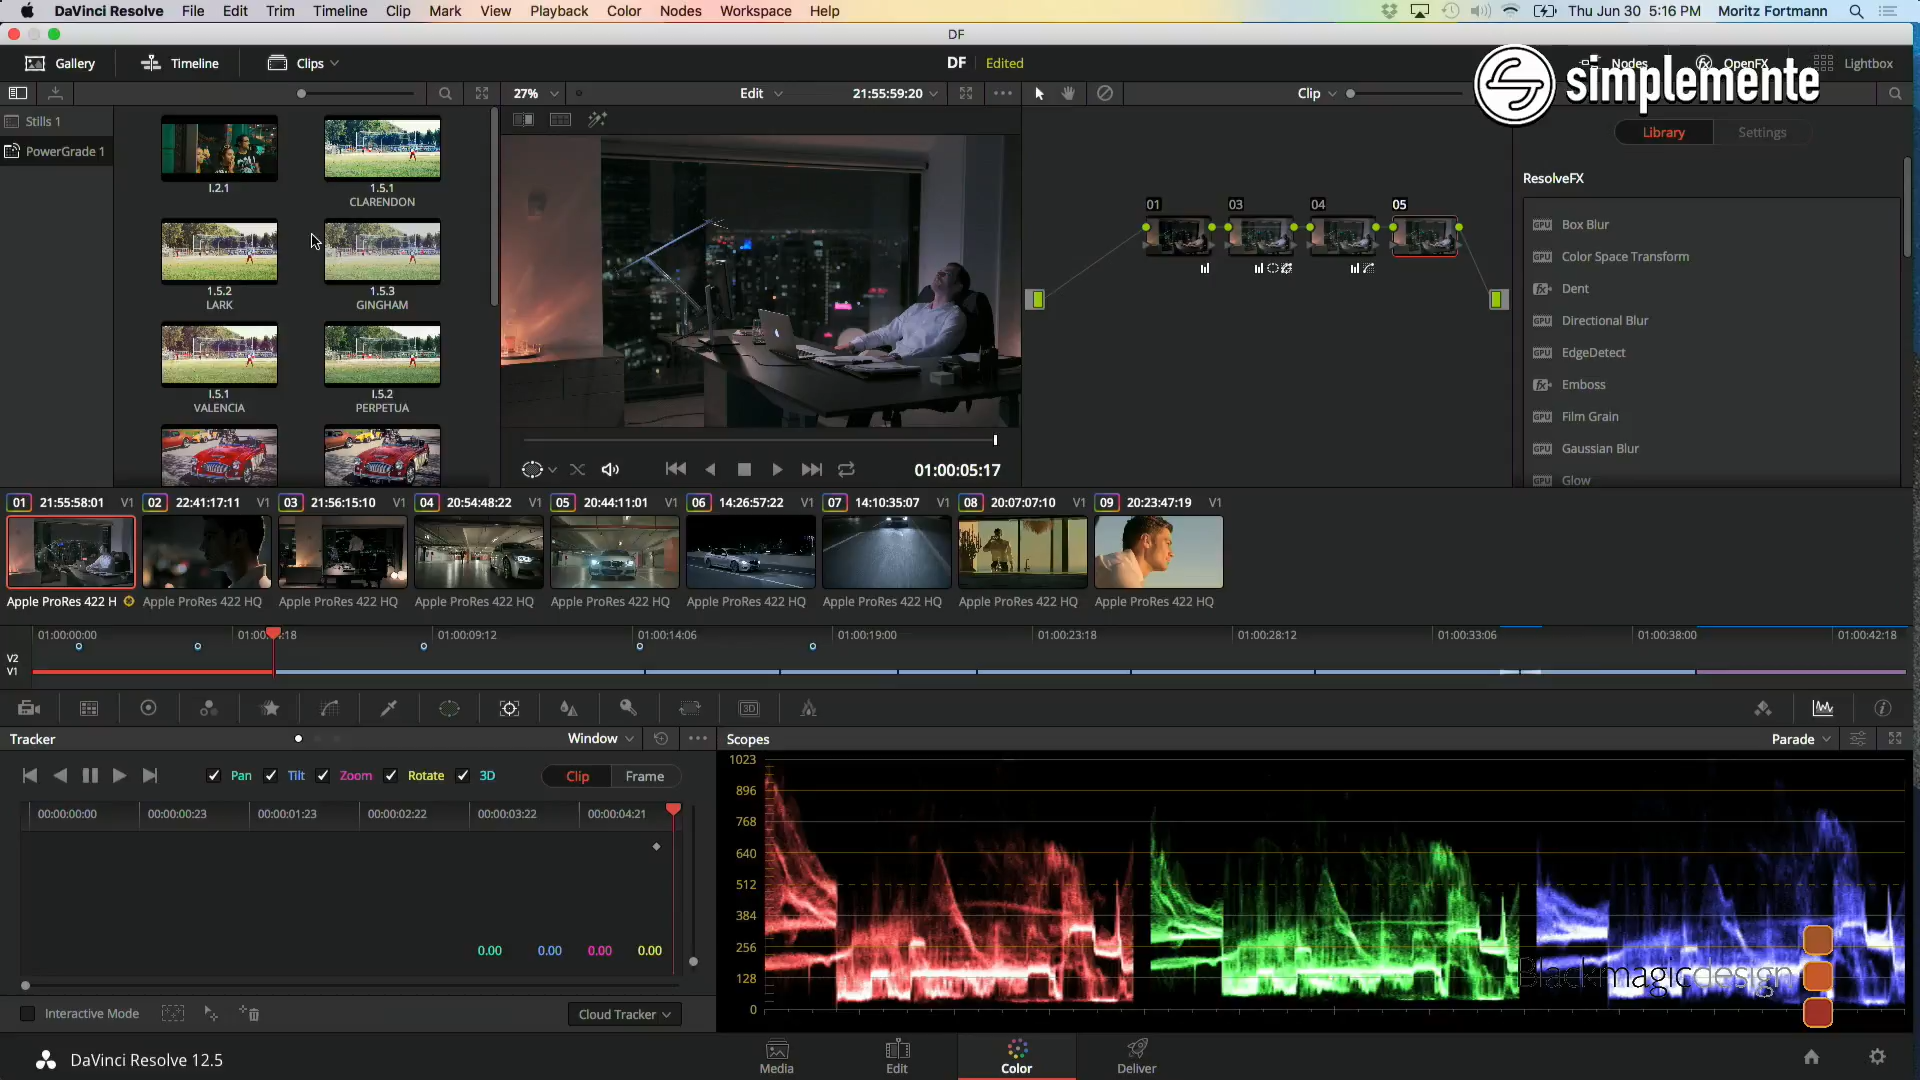 DaVinci Resolve File Edit Trim Timeline Clip Mark View Playback Color Nodes Workspace Help Thu Jun 30 5:16 PM Moritz Fortmann
DF
Gallery Timeline Clips DF Edited Nodes OpenFX Lightbox
simplemente
27% Edit 21:55:59:20 Clip
Stills 1
PowerGrade 1
Library Settings
ResolveFX
Box Blur
Color Space Transform
Dent
Directional Blur
EdgeDetect
Emboss
Film Grain
Gaussian Blur
Glow
1.2.1
1.5.1
CLARENDON
1.5.2
LARK
1.5.3
GINGHAM
1.5.1
VALENCIA
1.5.2
PERPETUA
01 03 04 05
01:00:05:17
01 21:55:58:01 V1 02 22:41:17:11 V1 03 21:56:15:10 V1 04 20:54:48:22 V1 05 20:44:11:01 V1 06 14:26:57:22 V1 07 14:10:35:07 V1 08 20:07:07:10 V1 09 20:23:47:19 V1
Apple ProRes 422 H Apple ProRes 422 HQ Apple ProRes 422 HQ Apple ProRes 422 HQ Apple ProRes 422 HQ Apple ProRes 422 HQ Apple ProRes 422 HQ Apple ProRes 422 HQ Apple ProRes 422 HQ
01:00:00:00 01:00: :18 01:00:09:12 01:00:14:06 01:00:19:00 01:00:23:18 01:00:28:12 01:00:33:06 01:00:38:00 01:00:42:18
V2
V1
3D
Tracker Window Scopes Parade
Pan Tilt Zoom Rotate 3D Clip Frame
00:00:00:00 00:00:00:23 00:00:01:23 00:00:02:22 00:00:03:22 00:00:04:21
0.00 0.00 0.00 0.00
1023
896
768
640
512
384
256
128
0
Blackmagicdesign
Interactive Mode Cloud Tracker
DaVinci Resolve 12.5 Media Edit Color Deliver